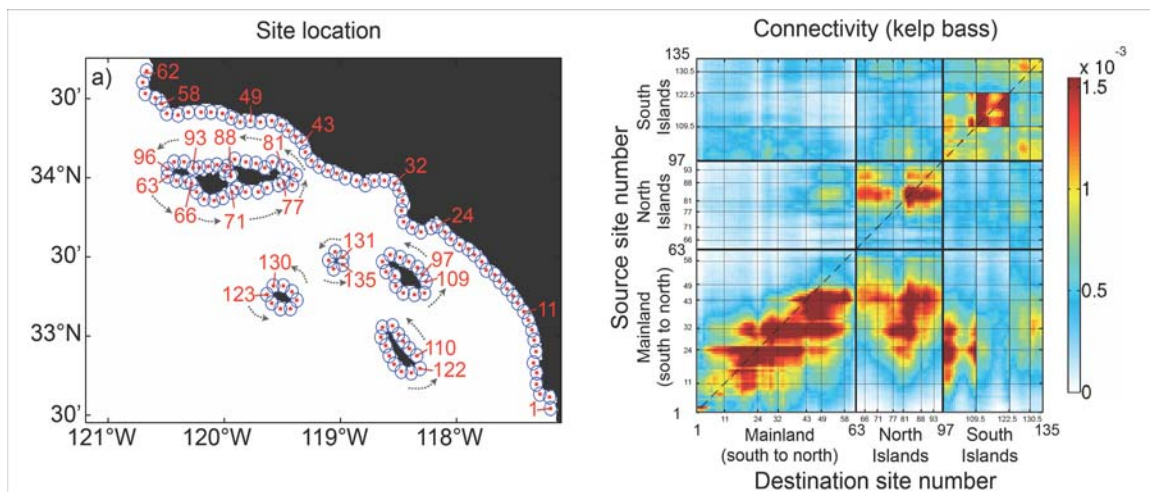 Site location
a)
62
58
49
43
30'
96
93
88
81
34°N
63
66
71
77
32
24
30'
131
130
97
123
135
109
11
33°N
110
122
30'
1
121°W
120°W
119°W
118°W
Connectivity (kelp bass)
135
130.5
122.5
109.5
97
93
88
81
77
71
66
63
58
49
43
32
24
11
1
Source site number
South
Islands
North
Islands
Mainland
(south to north)
x 10⁻³
1.5
1
0.5
0
1
11
24
32
43
49
58
63
66
71
77
81
88
93
97
109.5
122.5
130.5
135
Mainland
(south to north)
North
Islands
South
Islands
Destination site number